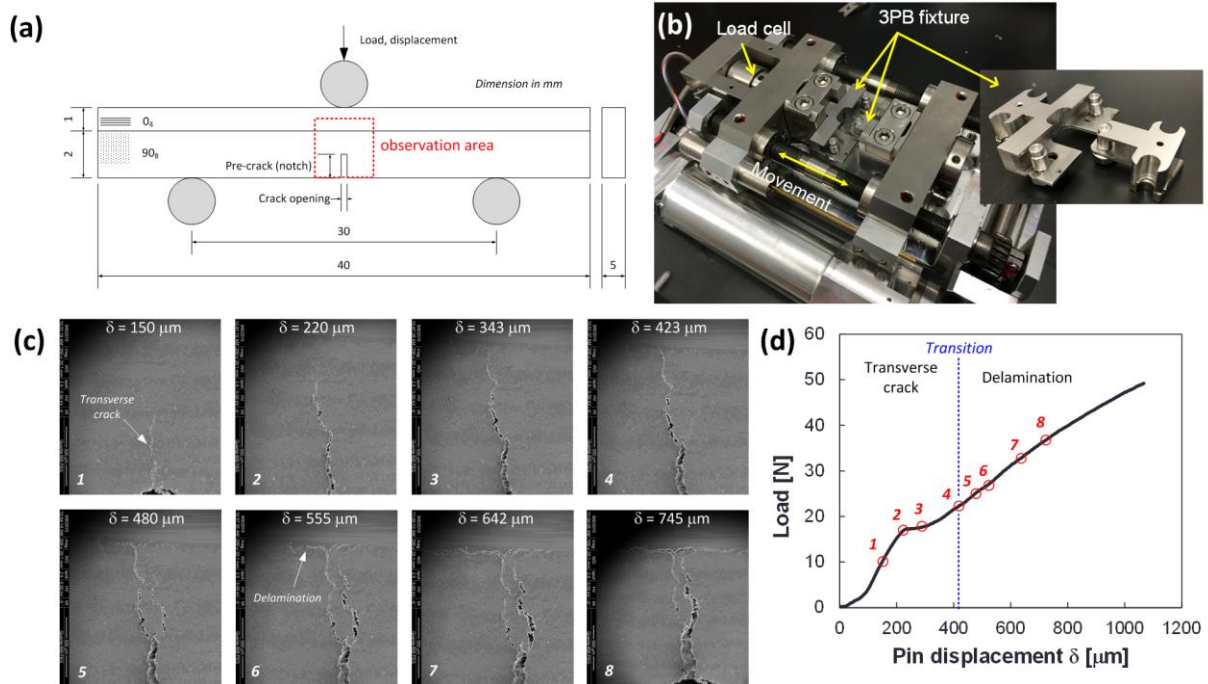 (a)
Load, displacement
Dimension in mm
1
0₄
2
90₈
observation area
Pre-crack (notch)
Crack opening
30
40
5
(b)
Load cell
3PB fixture
Movement
(c)
δ = 150 μm
Transverse
crack
1
δ = 220 μm
2
δ = 343 μm
3
δ = 423 μm
4
δ = 480 μm
5
δ = 555 μm
Delamination
6
δ = 642 μm
7
δ = 745 μm
8
(d)
Transition
Transverse
crack
Delamination
Load [N]
60
50
40
30
20
10
0
1
2
3
4
5
6
7
8
0 200 400 600 800 1000 1200
Pin displacement δ [μm]